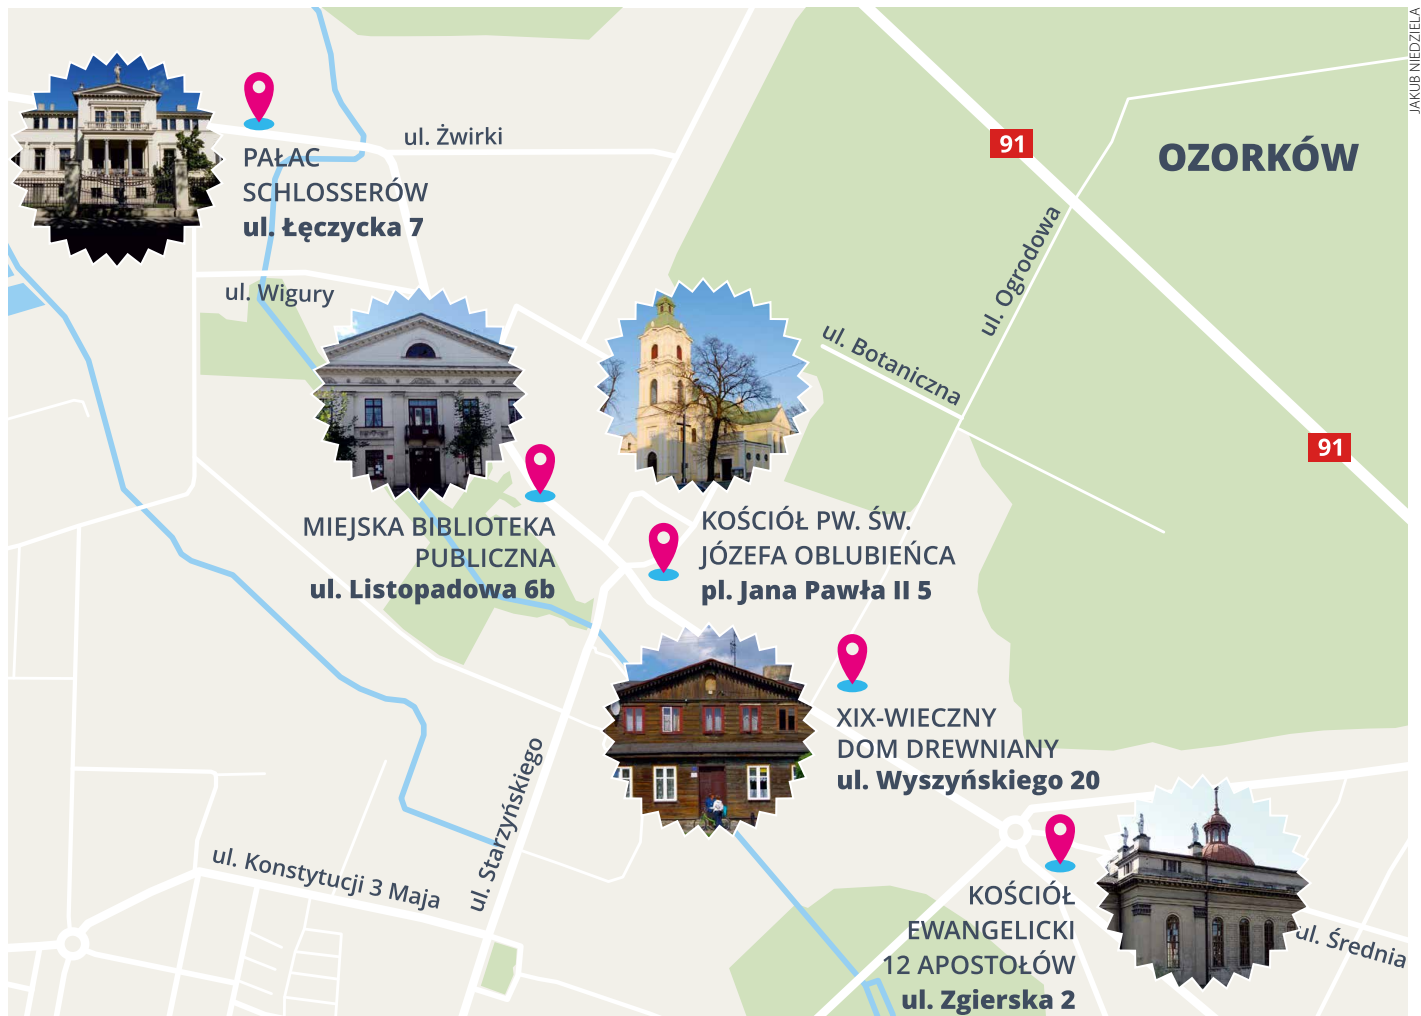 JAKUB NIEDZIELA
OZORKÓW
91
91
ul. Żwirki
PAŁAC
SCHLOSSERÓW
ul. Łęczycka 7
ul. Wigury
ul. Ogrodowa
ul. Botaniczna
MIEJSKA BIBLIOTEKA
PUBLICZNA
ul. Listopadowa 6b
KOŚCIÓŁ PW. ŚW.
JÓZEFA OBLUBIEŃCA
pl. Jana Pawła II 5
XIX-WIECZNY
DOM DREWNIANY
ul. Wyszyńskiego 20
ul. Starzyńskiego
ul. Konstytucji 3 Maja
KOŚCIÓŁ
EWANGELICKI
12 APOSTOŁÓW
ul. Zgierska 2
ul. Średnia